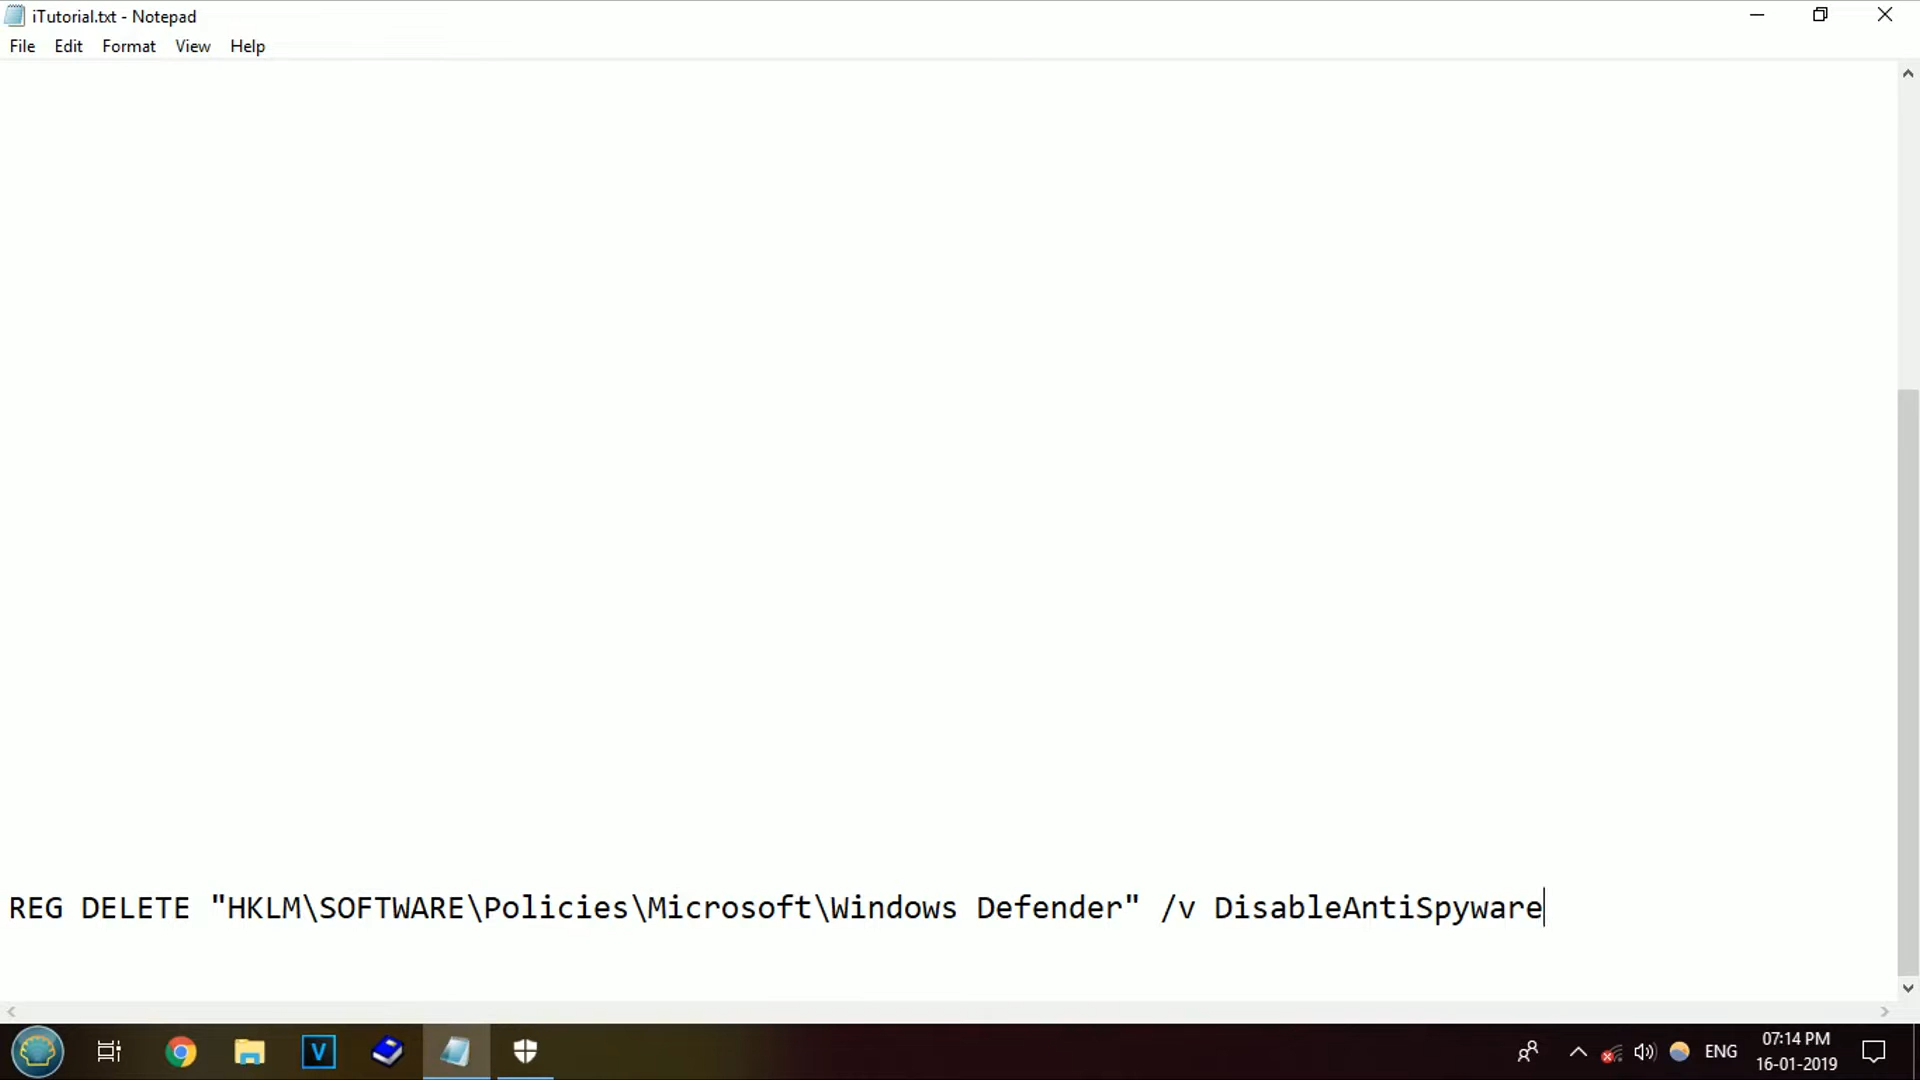 iTutorial.txt - Notepad
File Edit Format View Help
REG DELETE "HKLM\SOFTWARE\Policies\Microsoft\Windows Defender" /v DisableAntiSpyware
V
ENG
07:14 PM
16-01-2019